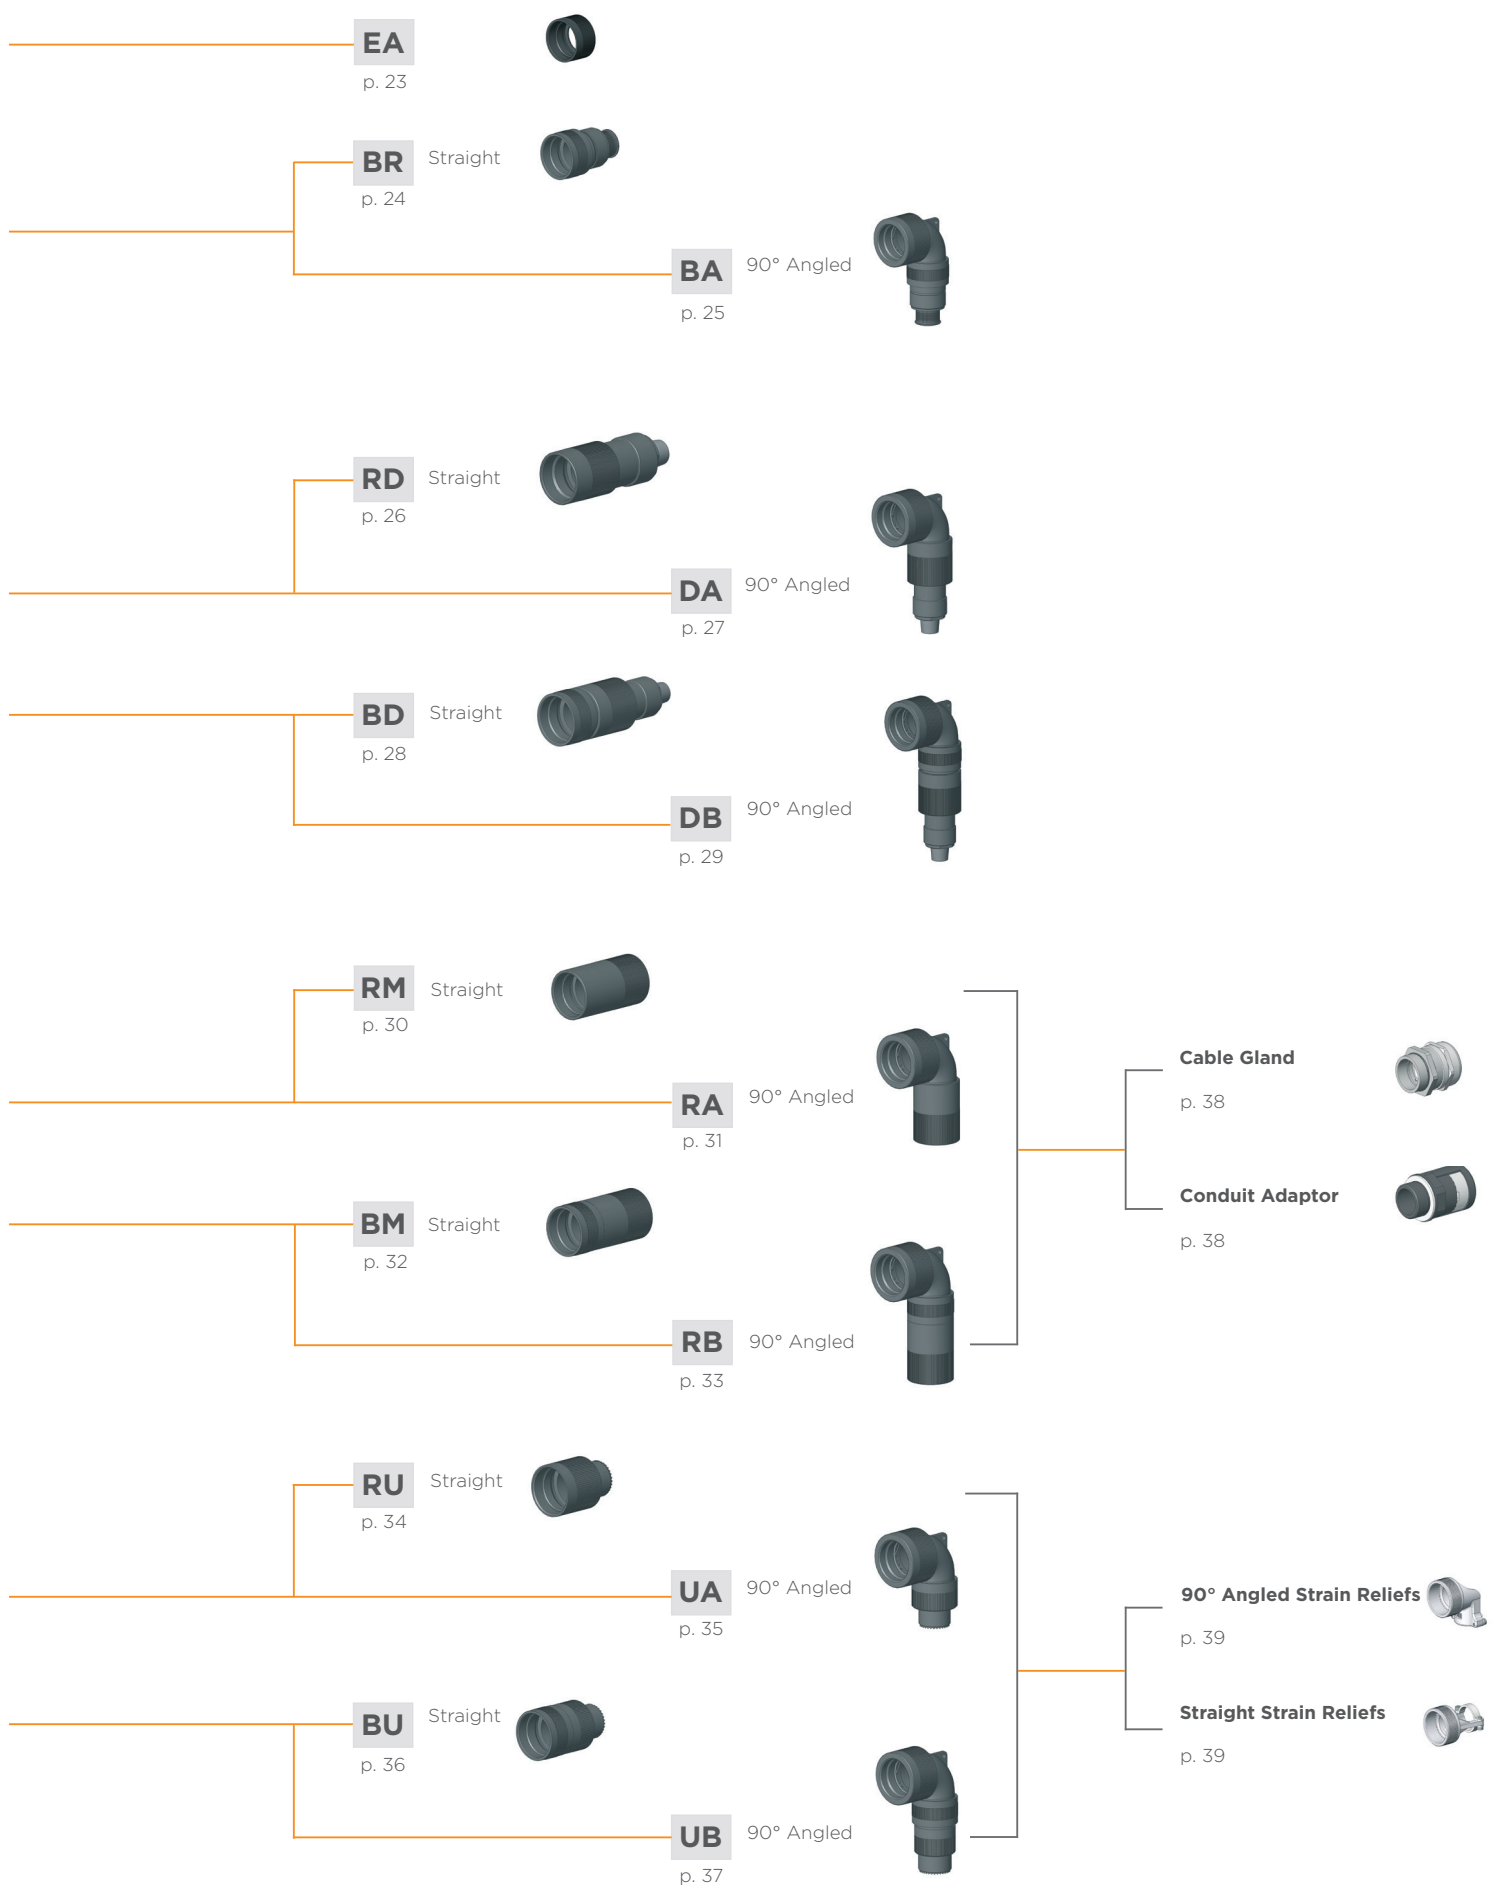 EA
p. 23
BR Straight
p. 24
BA 90° Angled
p. 25
RD Straight
p. 26
DA 90° Angled
p. 27
BD Straight
p. 28
DB 90° Angled
p. 29
RM Straight
p. 30
RA 90° Angled
p. 31
BM Straight
p. 32
RB 90° Angled
p. 33
Cable Gland
p. 38
Conduit Adaptor
p. 38
RU Straight
p. 34
UA 90° Angled
p. 35
BU Straight
p. 36
UB 90° Angled
p. 37
90° Angled Strain Reliefs
p. 39
Straight Strain Reliefs
p. 39